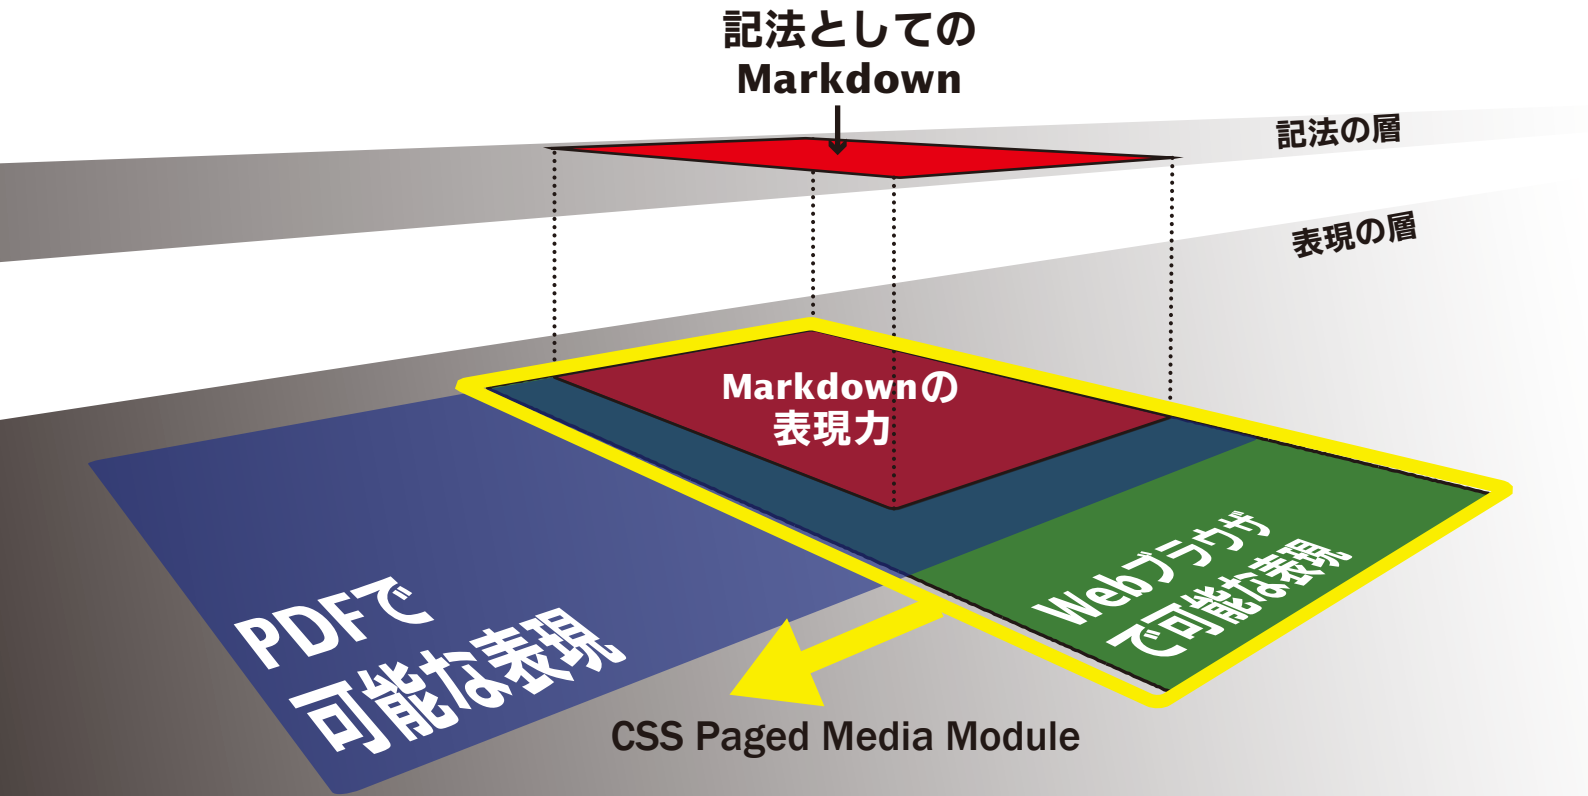 記法としての
Markdown
記法の層
表現の層
Markdownの
表現力
PDFで
可能な表現
Webブラウザ
で可能な表現
CSS Paged Media Module